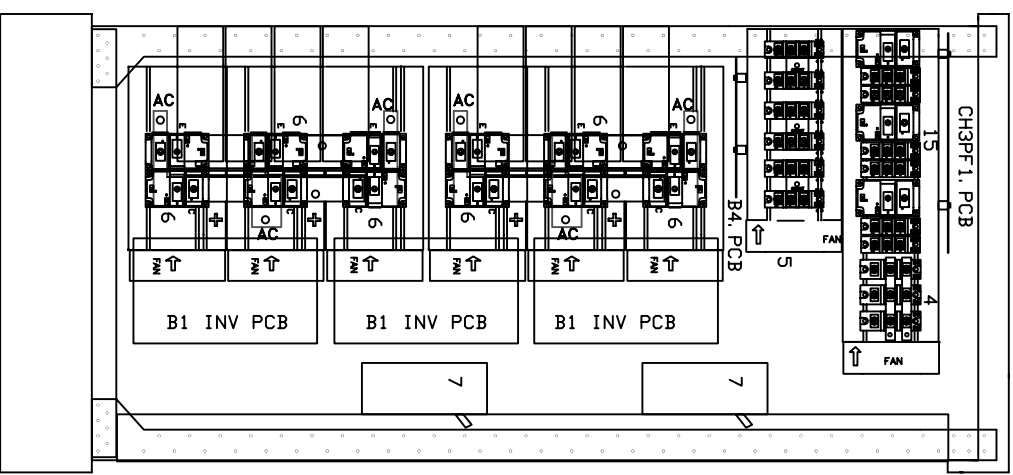 AC AC AC AC
6 6
E E E E E E
CH3PF1, PCB
15
6 6 6 6
C C C C
+ + + +
AC AC
B4, PCB
FAN
5
FAN FAN FAN FAN FAN FAN
4
B1 INV PCB B1 INV PCB B1 INV PCB
FAN
7 7